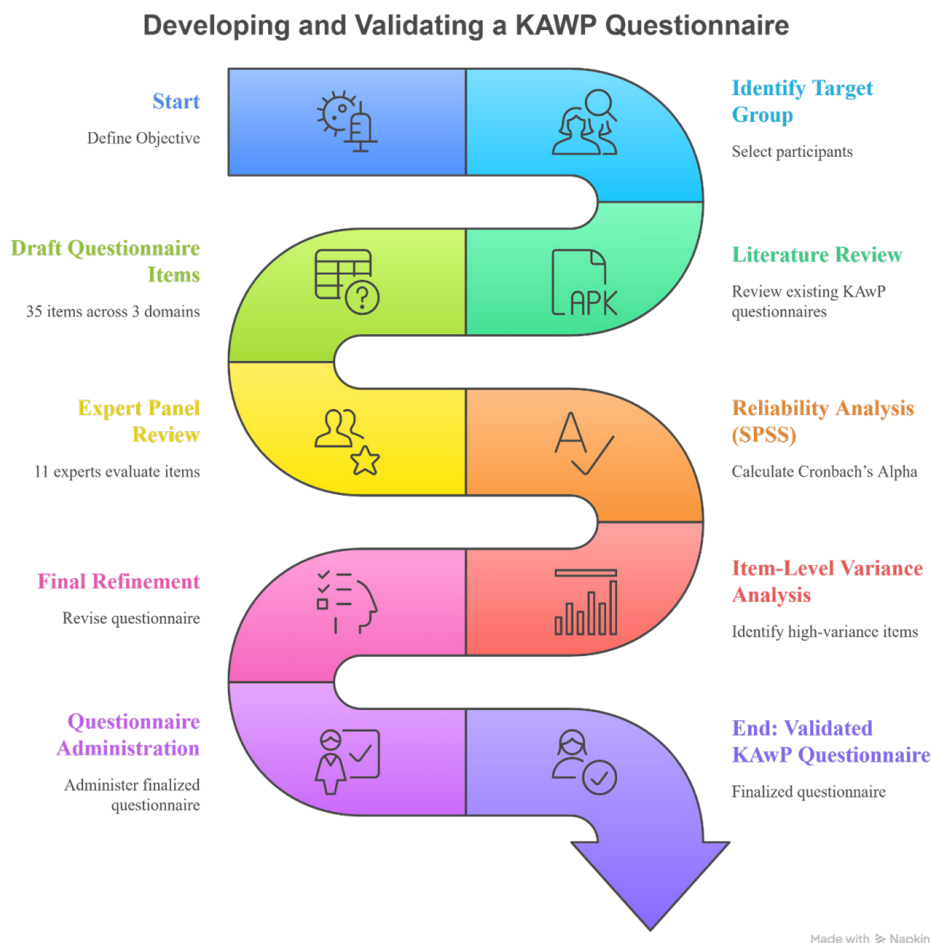 Developing and Validating a KAWP Questionnaire
Start
Define Objective
Identify Target
Group
Select participants
Literature Review
Review existing KAwP
questionnaires
APK
Draft Questionnaire
Items
35 items across 3 domains
?
Expert Panel
Review
11 experts evaluate items
Reliability Analysis
(SPSS)
Calculate Cronbach's Alpha
A
Item-Level Variance
Analysis
Identify high-variance items
Final Refinement
Revise questionnaire
Questionnaire
Administration
Administer finalized
questionnaire
End: Validated
KAwP Questionnaire
Finalized questionnaire
Made with Napkin